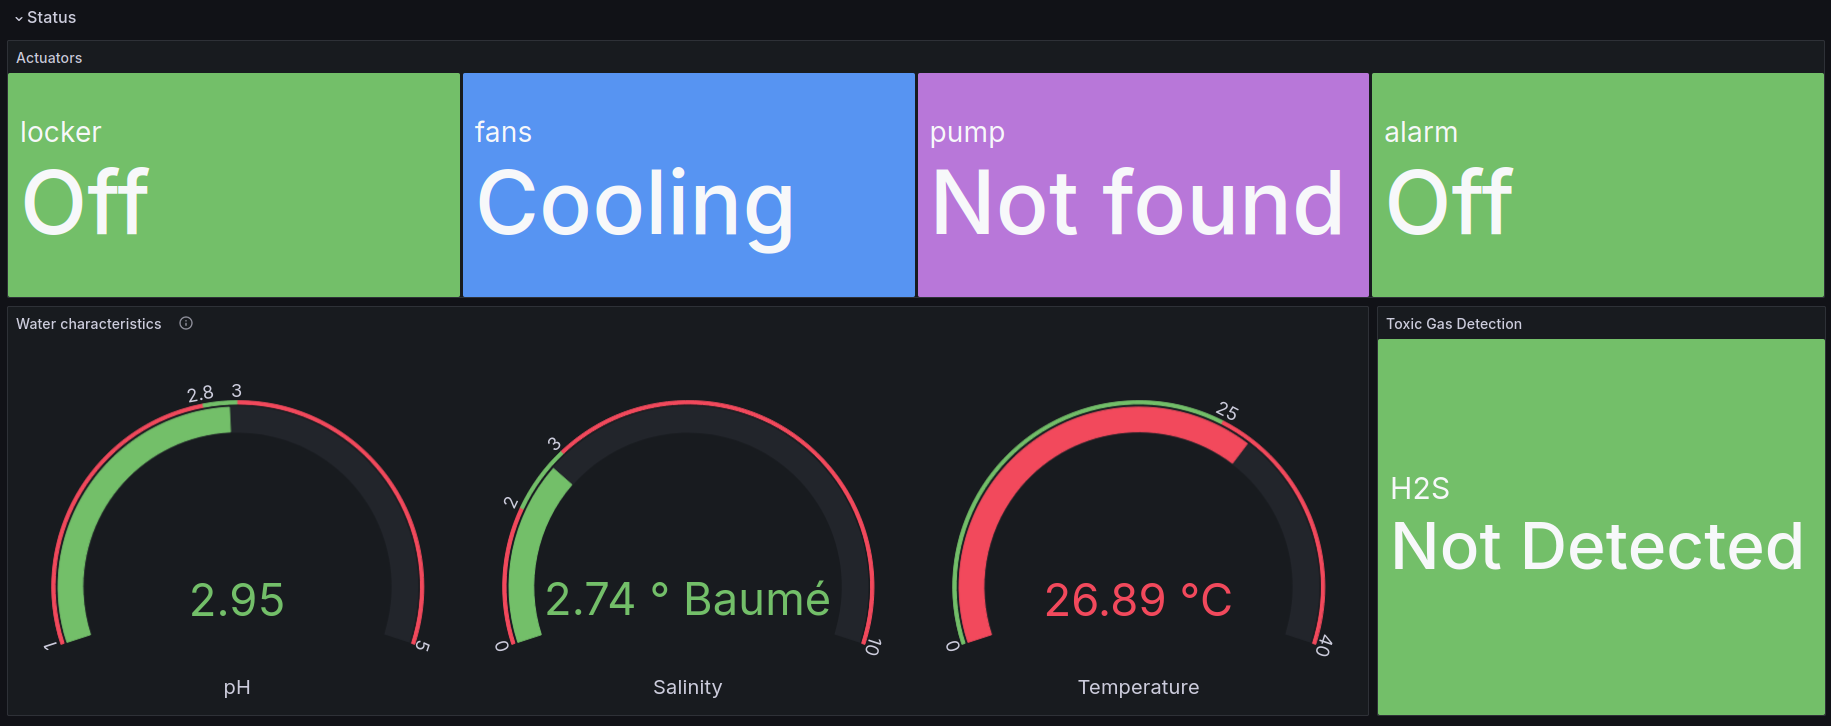 Status
Actuators
locker
Off
fans
Cooling
pump
Not found
alarm
Off
Water characteristics
2.8
3
2.95
1
5
pH
2
3
2.74 ° Baumé
0
10
Salinity
25
26.89 °C
0
40
Temperature
Toxic Gas Detection
H2S
Not Detected